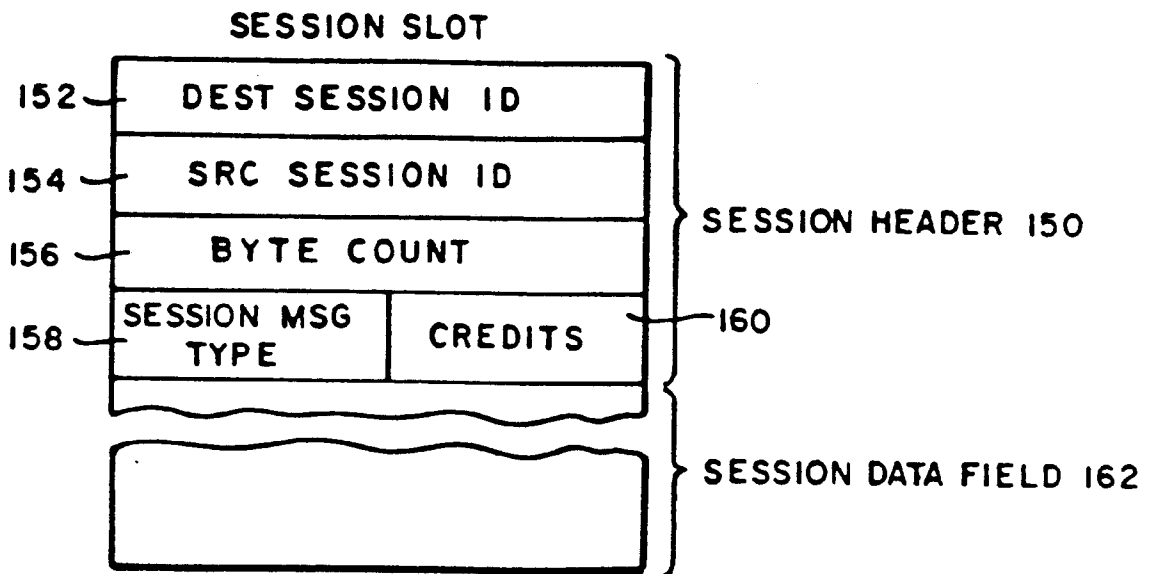 SESSION SLOT
152 DEST SESSION ID
154 SRC SESSION ID
156 BYTE COUNT
SESSION HEADER 150
158 SESSION MSG TYPE
CREDITS 160
SESSION DATA FIELD 162